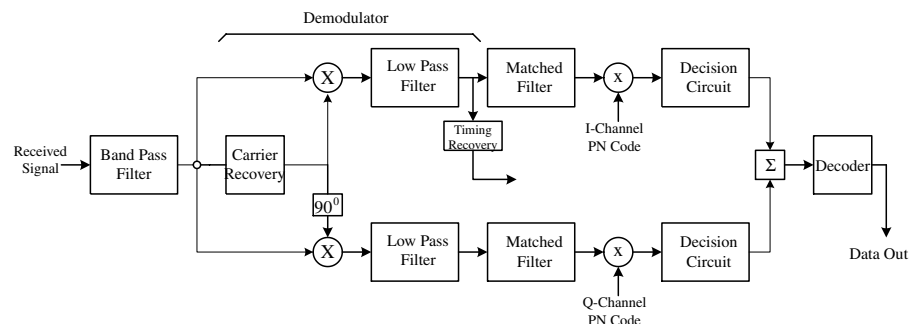 Demodulator
Low Pass
Filter
Matched
Filter
Decision
Circuit
X
x
Timing
Recovery
I-Channel
PN Code
Received
Signal
Band Pass
Filter
Carrier
Recovery
Σ
Decoder
90⁰
X
Low Pass
Filter
Matched
Filter
x
Decision
Circuit
Data Out
Q-Channel
PN Code